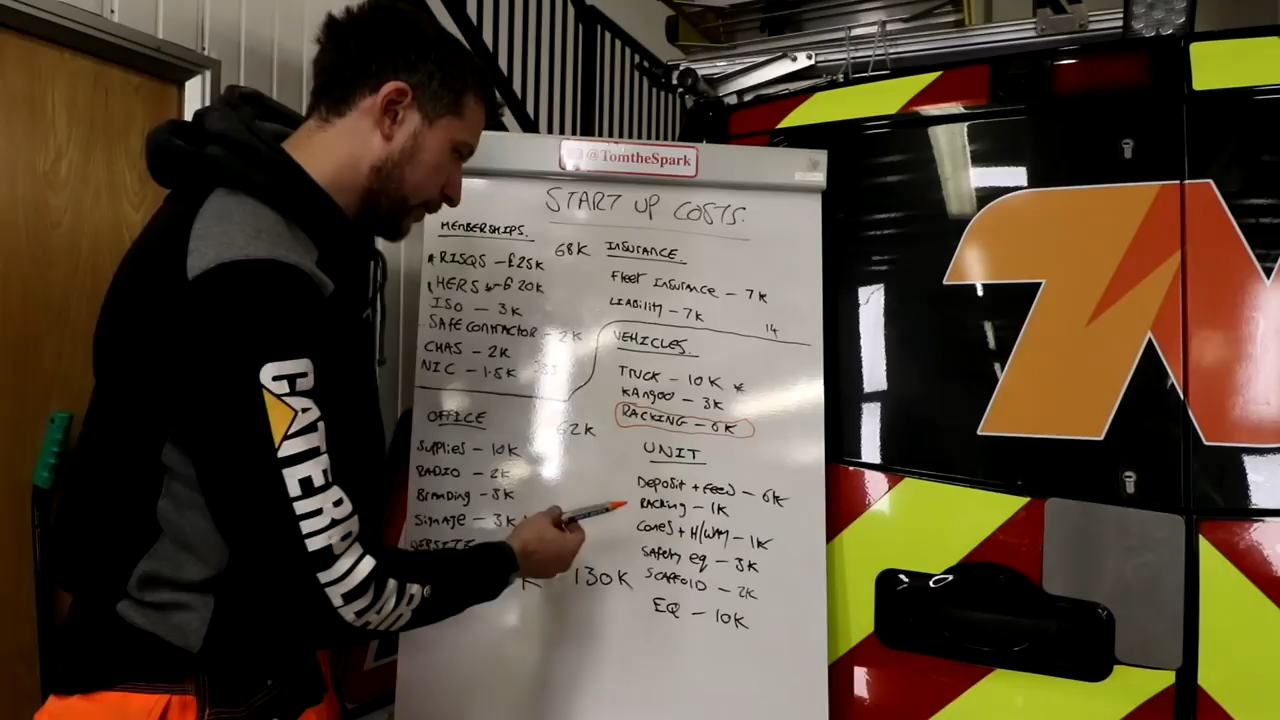 @TomtheSpark
START UP COSTS.
MEMBERSHIPS.
RISQS - £25K
HERS - £20K
ISO - 3K
SAFE CONTRACTOR - 2K
CHAS - 2K
NIC - 1.5K
68K
INSURANCE.
Fleet INSURANCE - 7K
LIABILITY - 7K
14
VEHICLES.
TRUCK - 10K *
KANGOO - 3K
RACKING - 6K
OFFICE
62K
Supplies - 10K
RADIO - 2K
Branding - 3K
Signage - 3K
WEBSITE
K
130K
UNIT
Deposit + Feed - 6K
RACking - 1K
Cones + H/WM - 1K
SAFety eq - 3K
SCAFFOLD - 2K
EQ - 10K
CATERPILLAR
7M